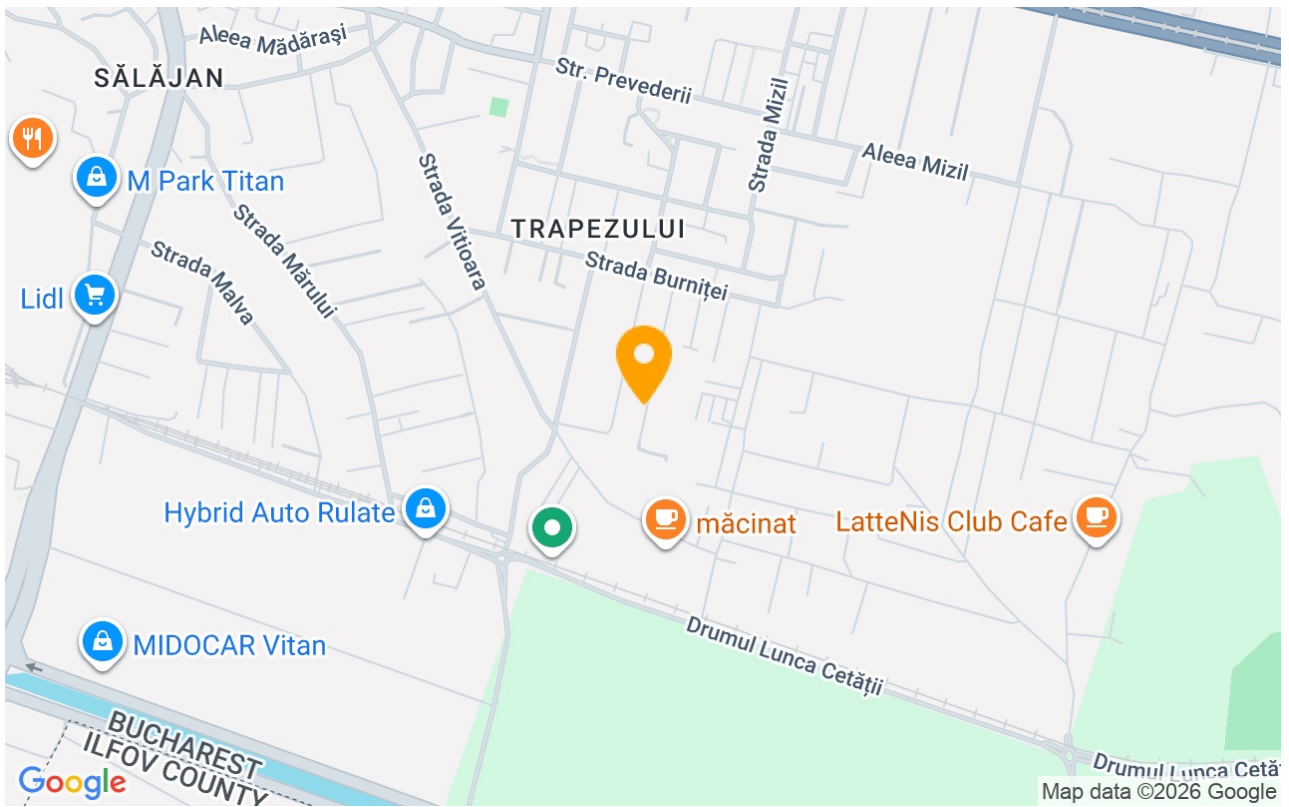 Aleea Mădărași
SĂLĂJAN
Str. Prevederii
Strada Mizil
Aleea Mizil
M Park Titan
Strada Vitioara
TRAPEZULUI
Strada Mărului
Strada Malva
Strada Burniței
Lidl
Hybrid Auto Rulate
măcinat
LatteNis Club Cafe
MIDOCAR Vitan
Drumul Lunca Cetății
BUCHAREST
ILFOV COUNTY
Drumul Lunca Cetă
Google
Map data ©2026 Google